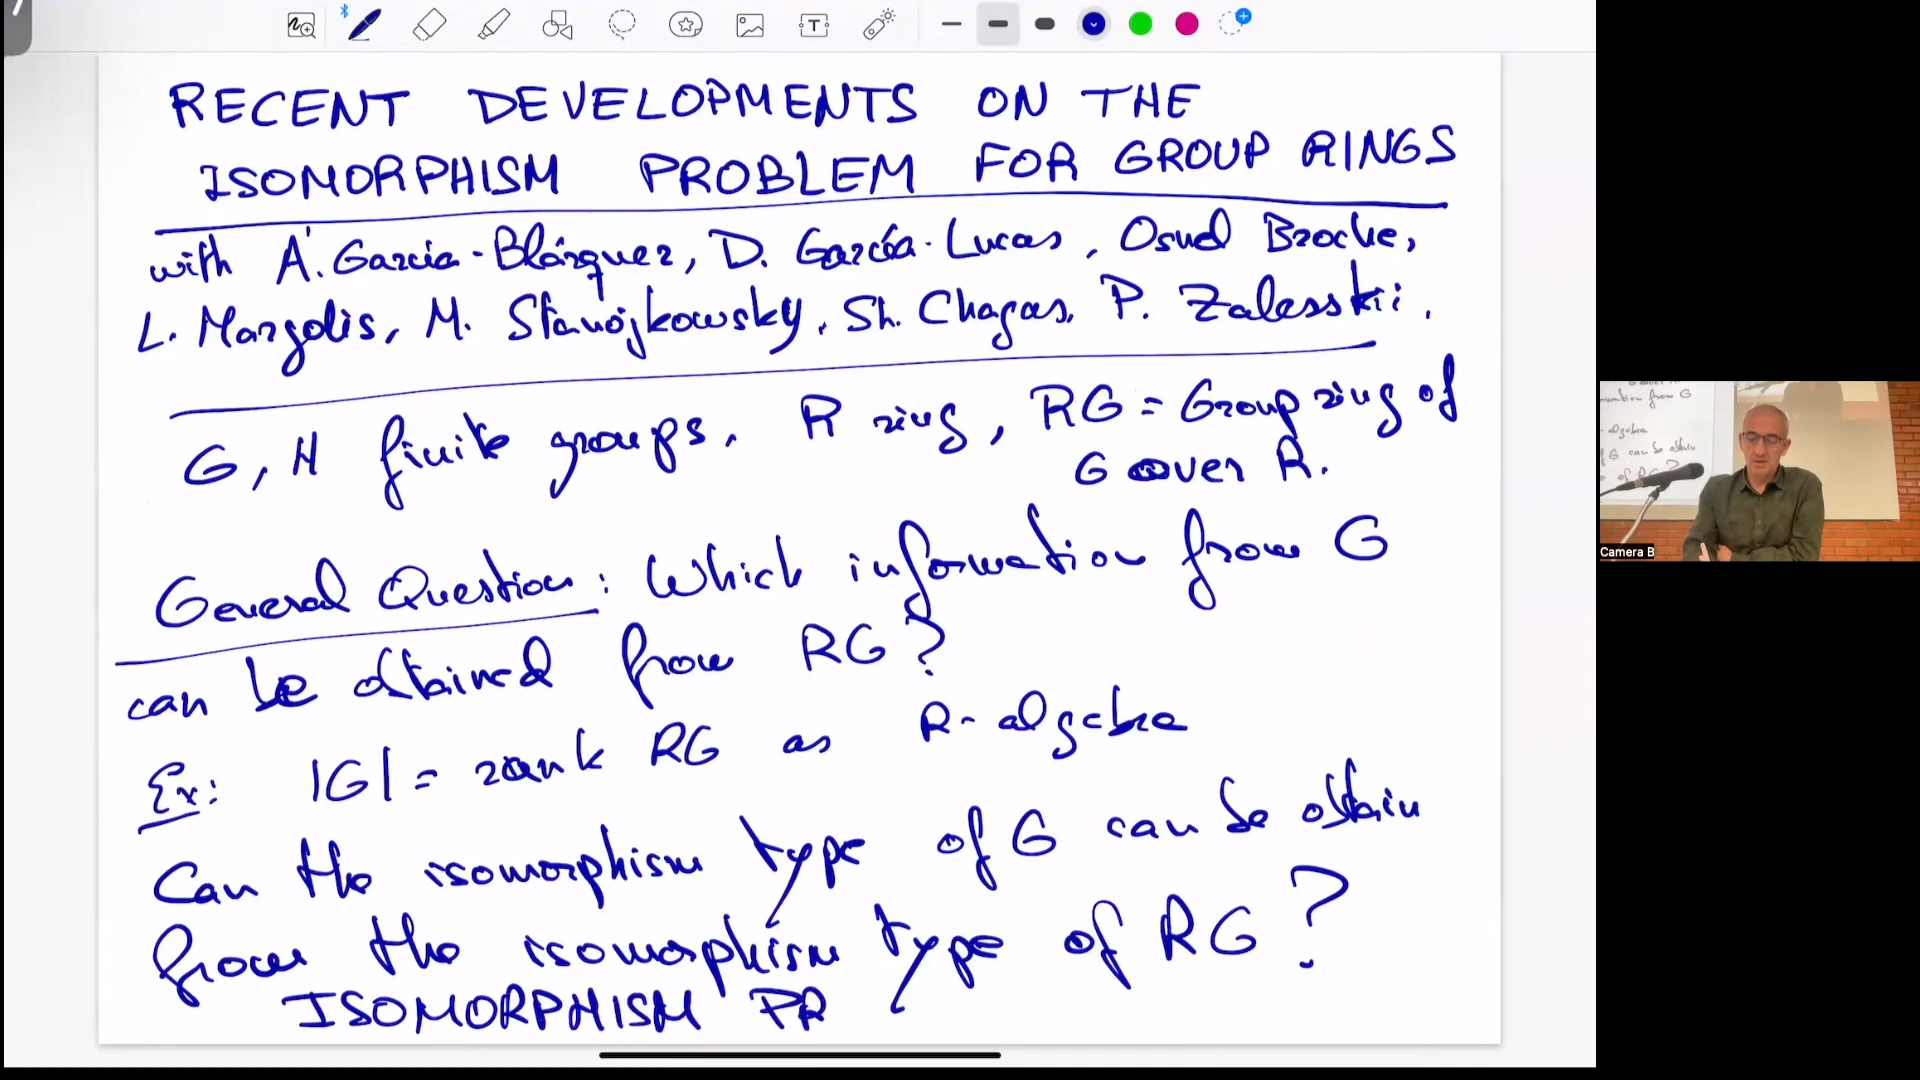 RECENT DEVELOPMENTS ON THE
ISOMORPHISM PROBLEM FOR GROUP RINGS
with A. García-Blázquez, D. García-Lucas, Osnel Broche,
L. Margolis, M. Stanojkowsky, Sh. Chagas, P. Zalesskii.
G, H finite groups, R ring, RG = Group ring of
G over R.
General Question: Which information from G
can be obtained from RG?
Ex: |G| = rank RG as R-algebra
Can the isomorphism type of G can be obtain
from the isomorphism type of RG?
ISOMORPHISM PR
Camera B